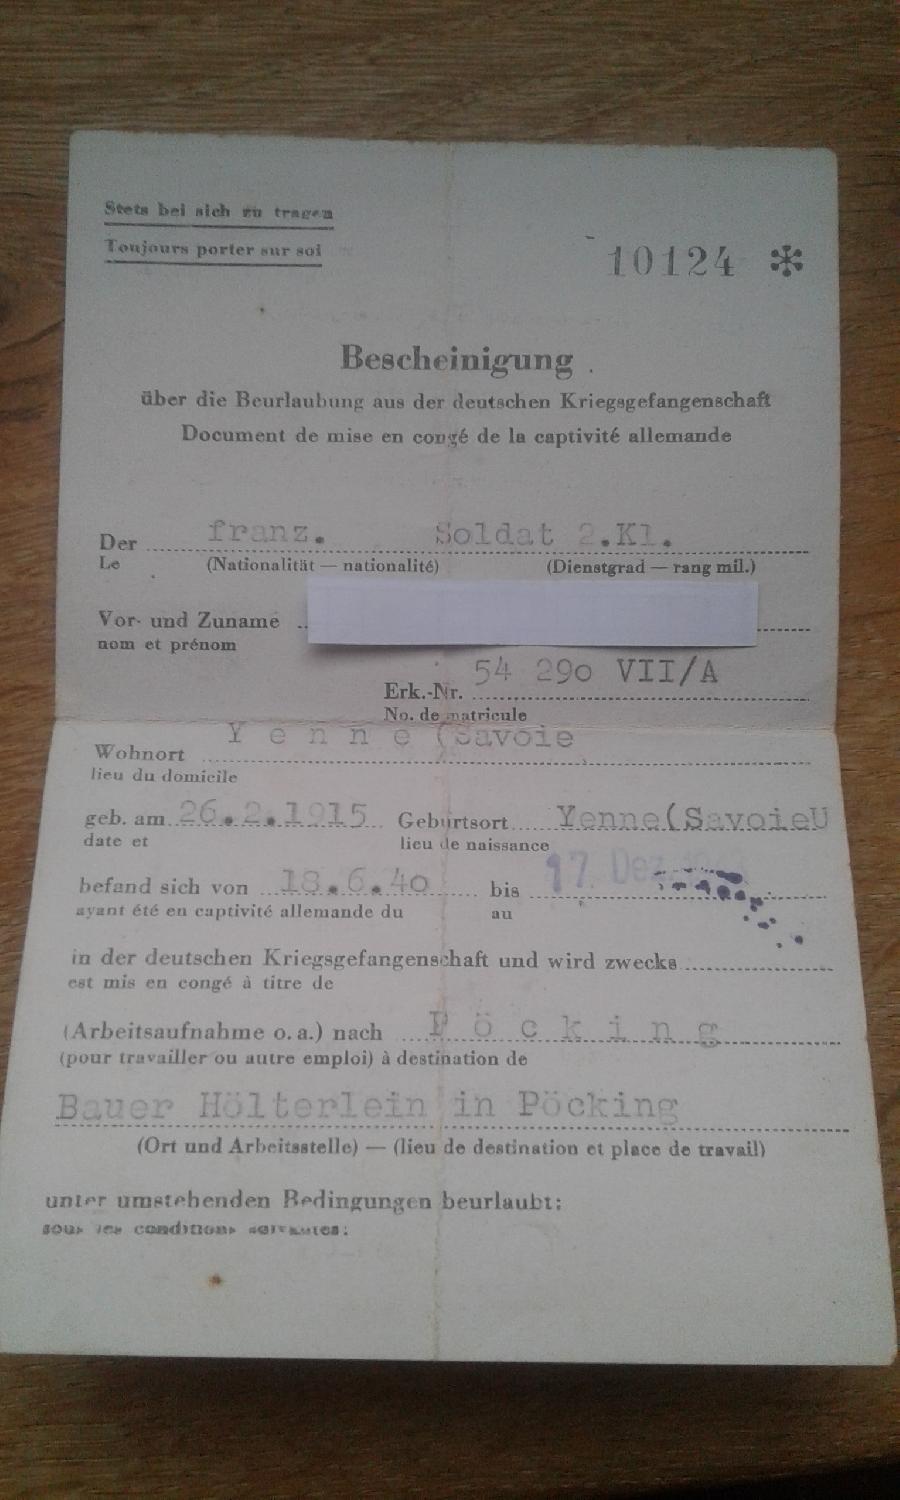 Stets bei sich zu tragen
Toujours porter sur soi
10124 *
Bescheinigung
über die Beurlaubung aus der deutschen Kriegsgefangenschaft
Document de mise en congé de la captivité allemande
Der franz. Soldat 2.Kl.
Le (Nationalität — nationalité) (Dienstgrad — rang mil.)
Vor- und Zuname
nom et prénom
Erk.-Nr. 54 290 VII/A
No. de matricule
Wohnort Yenne (Savoie
lieu du domicile
geb. am 26.2.1915 Geburtsort Yenne(SavoieU
date et lieu de naissance
befand sich von 18.6.40 bis 17. Dez.
ayant été en captivité allemande du au
in der deutschen Kriegsgefangenschaft und wird zwecks
est mis en congé à titre de
(Arbeitsaufnahme o. a.) nach Pöcking
(pour travailler ou autre emploi) à destination de
Bauer Hölterlein in Pöcking
(Ort und Arbeitsstelle) — (lieu de destination et place de travail)
unter umstehenden Bedingungen beurlaubt:
sous les conditions suivantes: